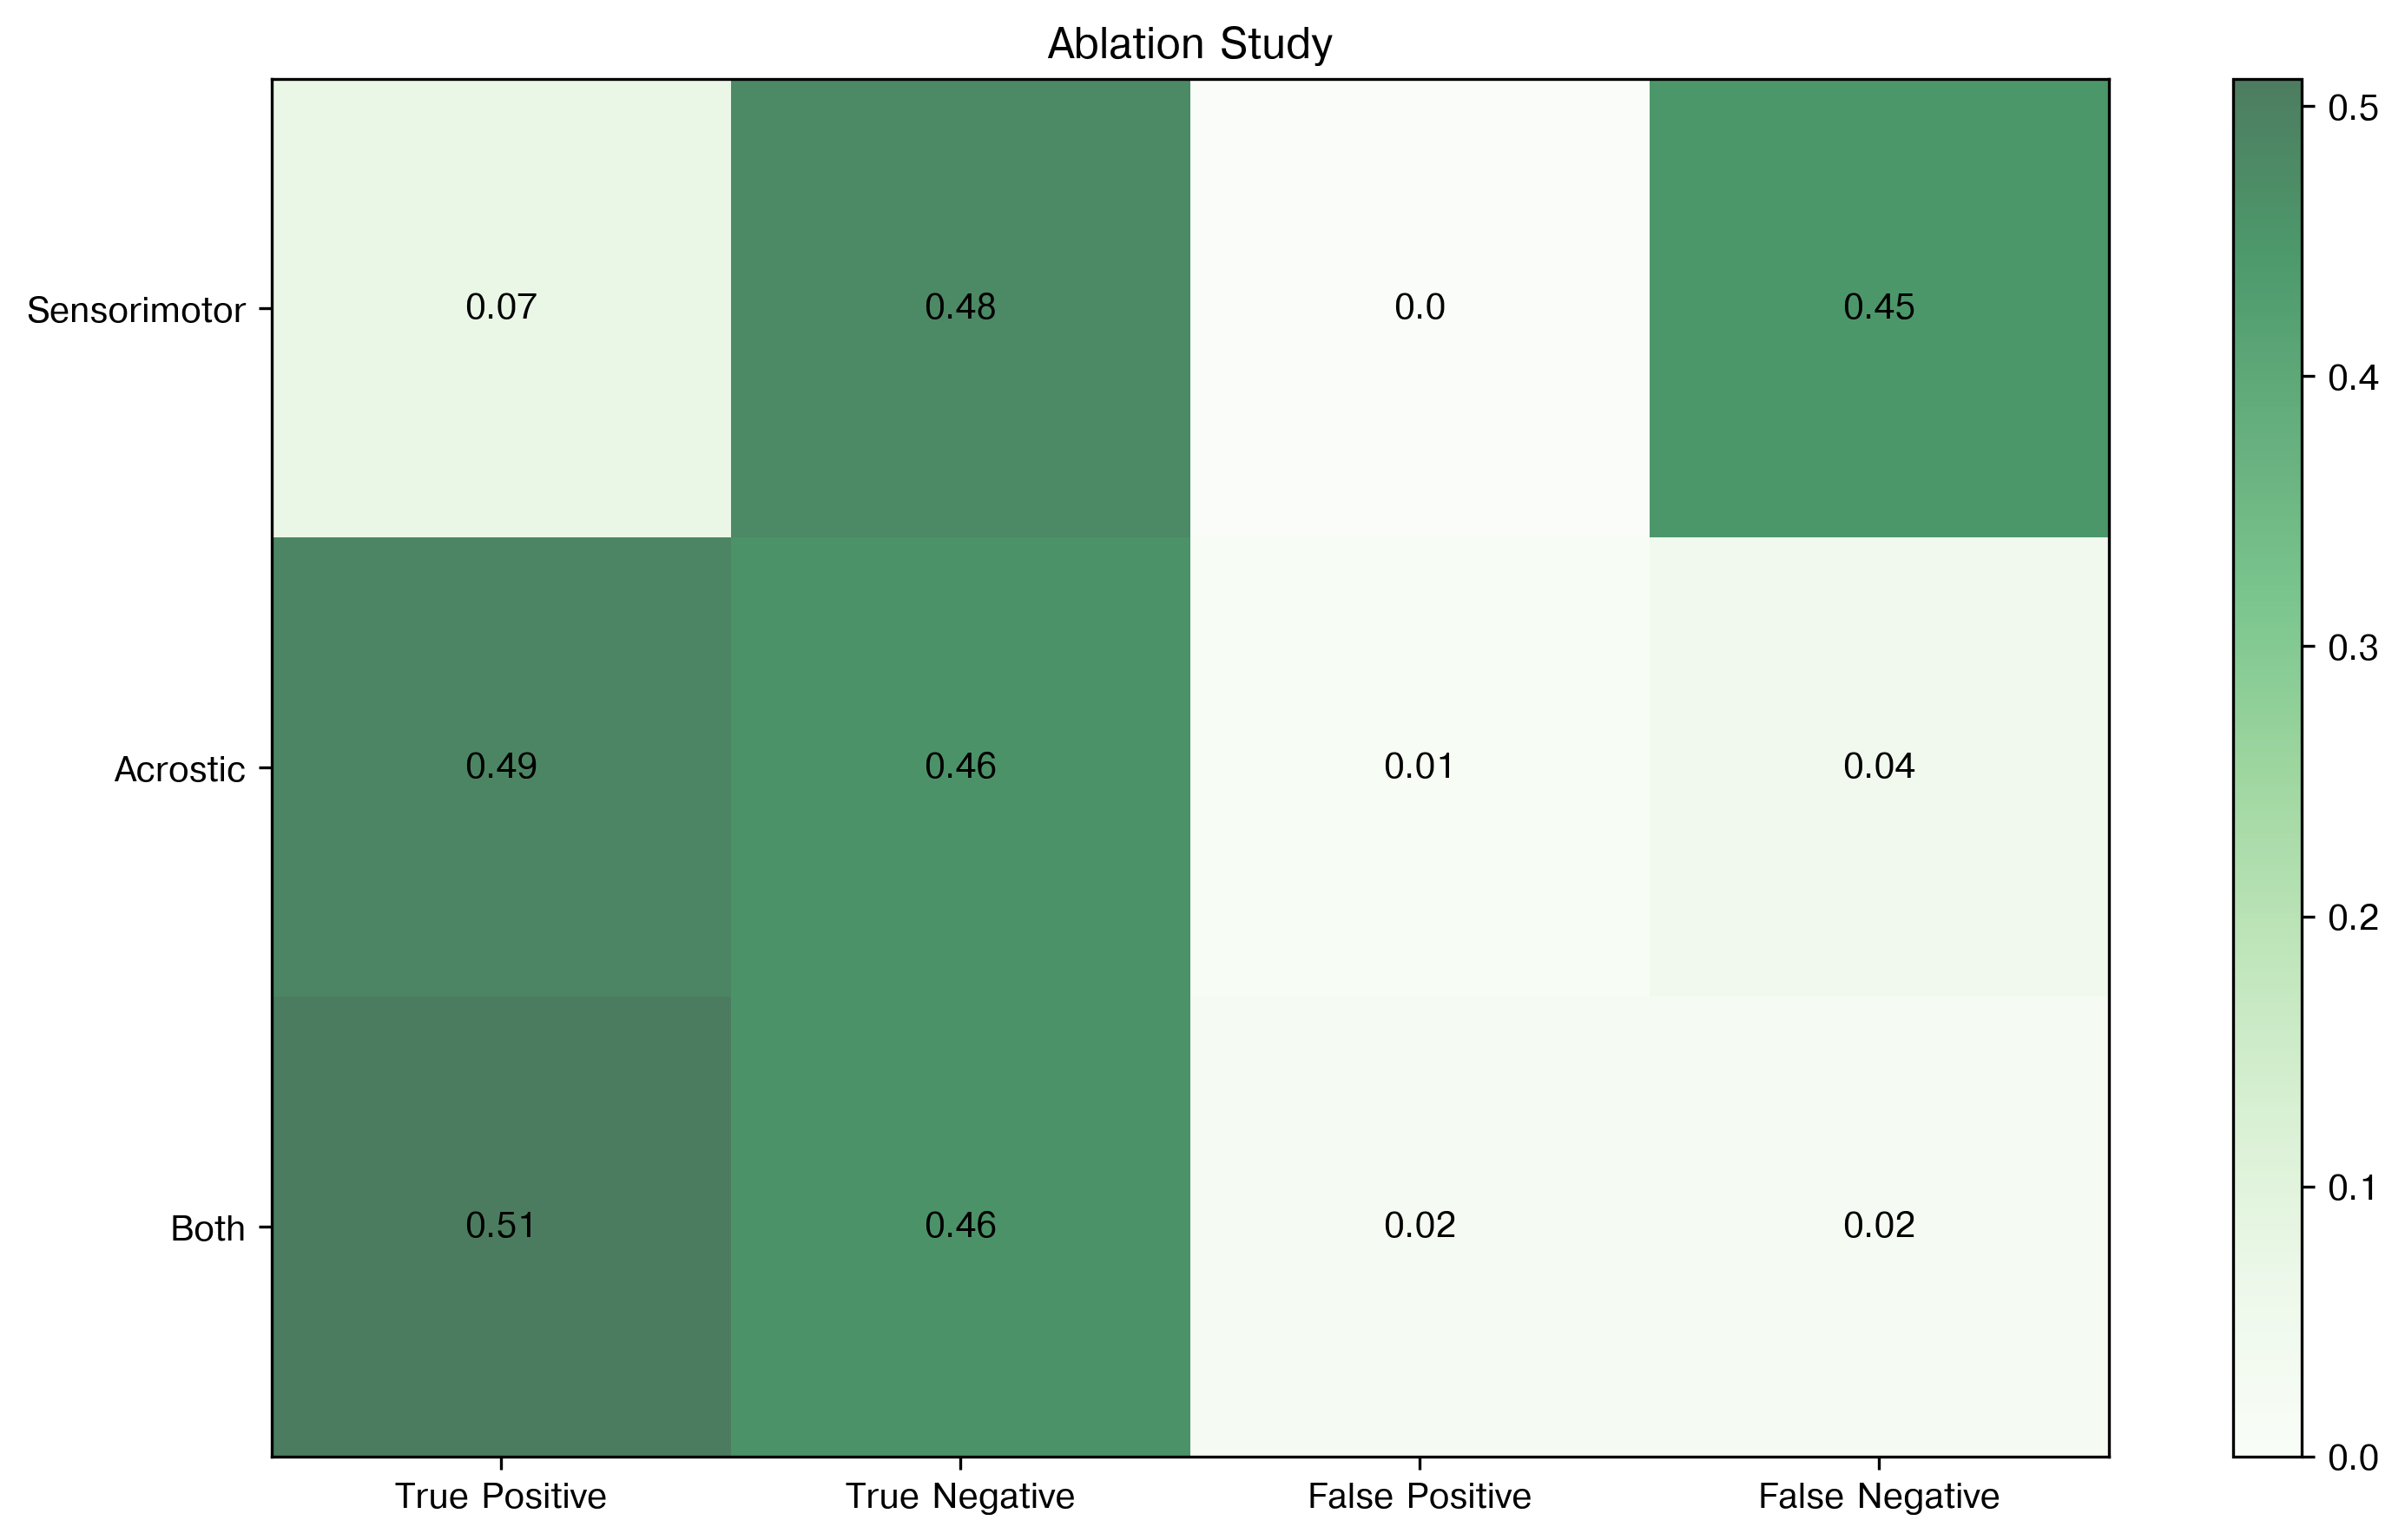 Ablation Study
Sensorimotor
0.07 0.48 0.0 0.45
Acrostic
0.49 0.46 0.01 0.04
Both
0.51 0.46 0.02 0.02
True Positive True Negative False Positive False Negative
0.5
0.4
0.3
0.2
0.1
0.0